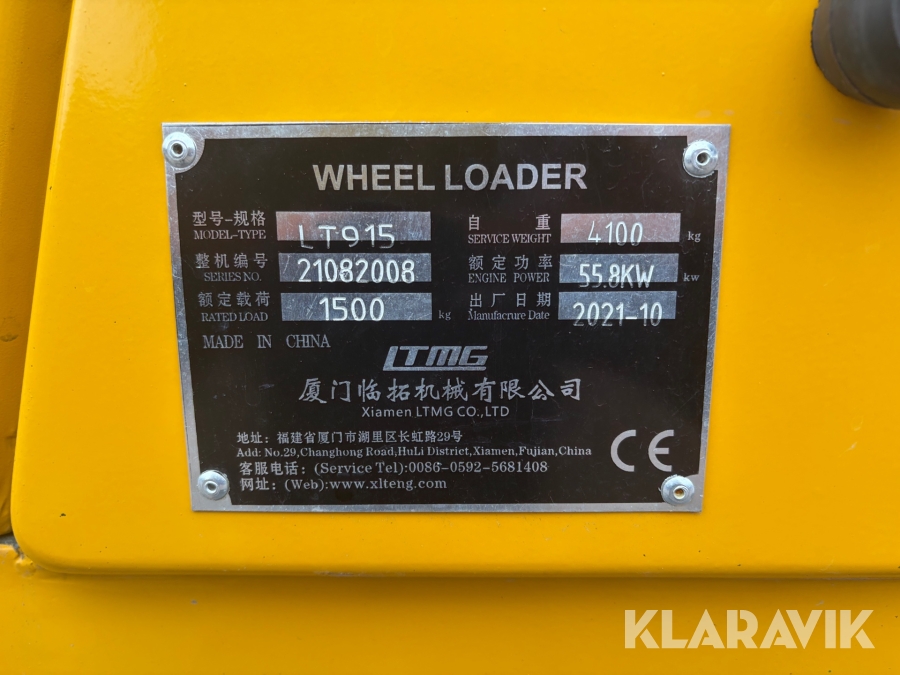 WHEEL LOADER
型号-规格 自 重
MODEL-TYPE LT915 SERVICE WEIGHT 4100 kg
整机编号 额定功率
SERIES NO. 21082008 ENGINE POWER 55.8KW kw
额定载荷 出厂日期
RATED LOAD 1500 kg Manufacrure Date 2021-10
MADE IN CHINA
LTMG
厦门临拓机械有限公司
Xiamen LTMG CO.,LTD
地址: 福建省厦门市湖里区长虹路29号
Add: No.29,Changhong Road,HuLi District,Xiamen,Fujian,China
客服电话: (Service Tel):0086-0592-5681408
网址: (Web):www.xlteng.com
CE
KLARAVIK